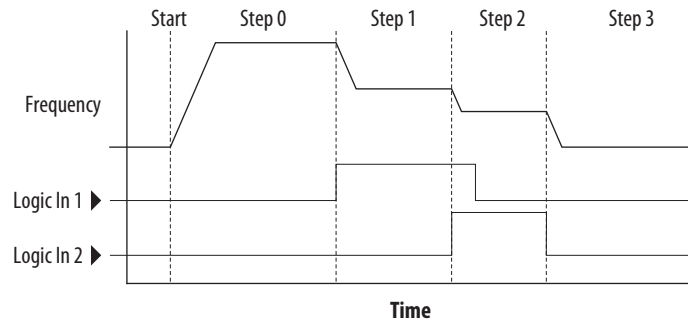 Start Step 0 Step 1 Step 2 Step 3
Frequency
Logic In 1
Logic In 2
Time